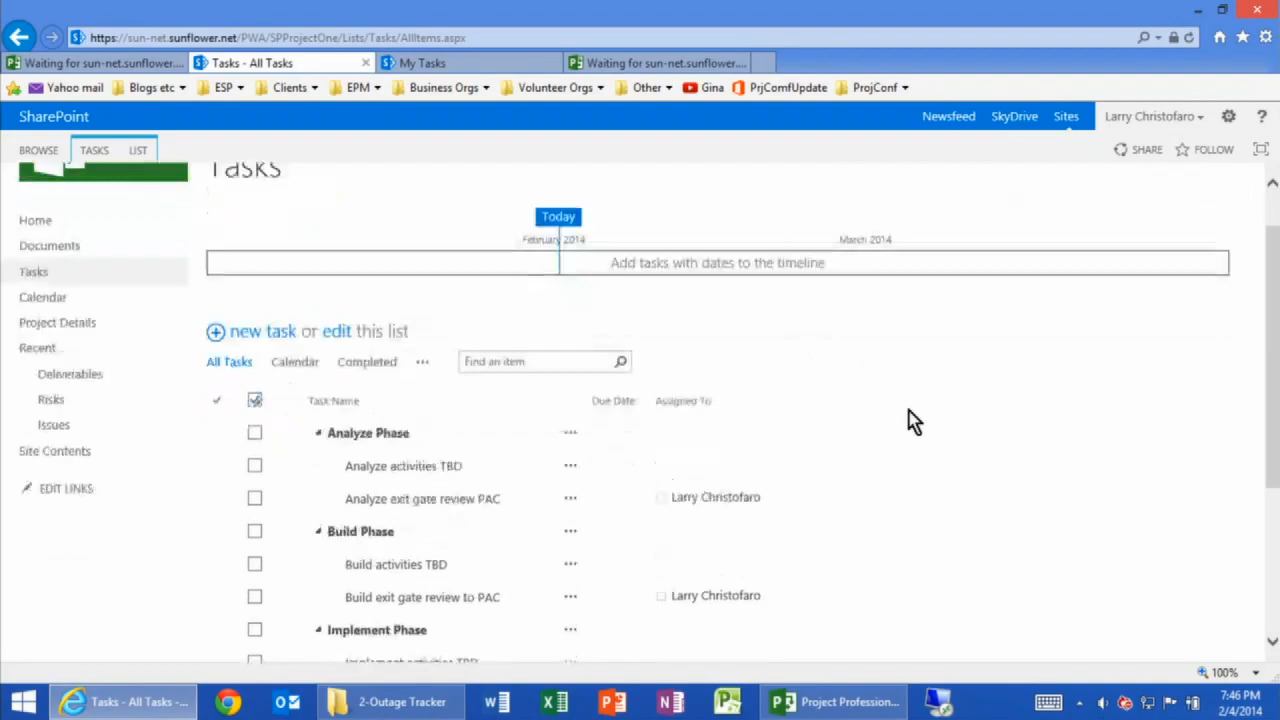 https://sun-net.sunflower.net/PWA/SPProjectOne/Lists/Tasks/AllItems.aspx
Waiting for sun-net.sunflower....
Tasks - All Tasks
My Tasks
Waiting for sun-net.sunflower....
Yahoo mail
Blogs etc
ESP
Clients
EPM
Business Orgs
Volunteer Orgs
Other
Gina
PrjComfUpdate
ProjConf
SharePoint
Newsfeed
SkyDrive
Sites
Larry Christofaro
BROWSE
TASKS
LIST
SHARE
FOLLOW
Tasks
Home
Documents
Tasks
Calendar
Project Details
Recent
Deliverables
Risks
Issues
Site Contents
EDIT LINKS
Today
February 2014
March 2014
Add tasks with dates to the timeline
new task or edit this list
All Tasks
Calendar
Completed
...
Find an item
Task Name
Due Date
Assigned To
Analyze Phase
...
Analyze activities TBD
...
Analyze exit gate review PAC
...
Larry Christofaro
Build Phase
...
Build activities TBD
...
Build exit gate review to PAC
...
Larry Christofaro
Implement Phase
...
Implement activities TBD
100%
Tasks - All Tasks -...
2-Outage Tracker
Project Profession...
7:46 PM
2/4/2014